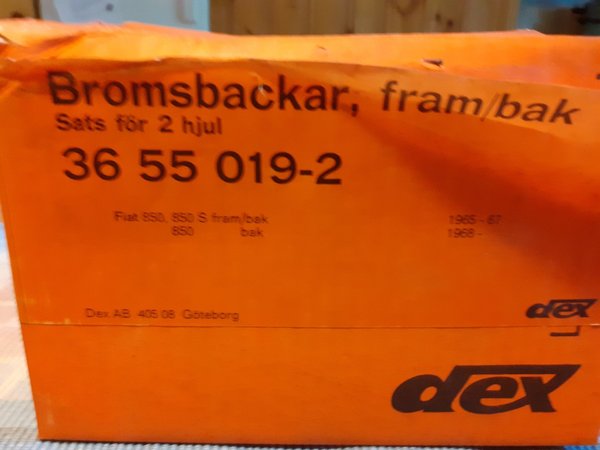 Bromsbackar, fram/bak
Sats för 2 hjul
36 55 019-2
Fiat 850, 850 S fram/bak 1965 - 67
850 bak 1968 -
Dex AB 405 08 Göteborg
dex
dex